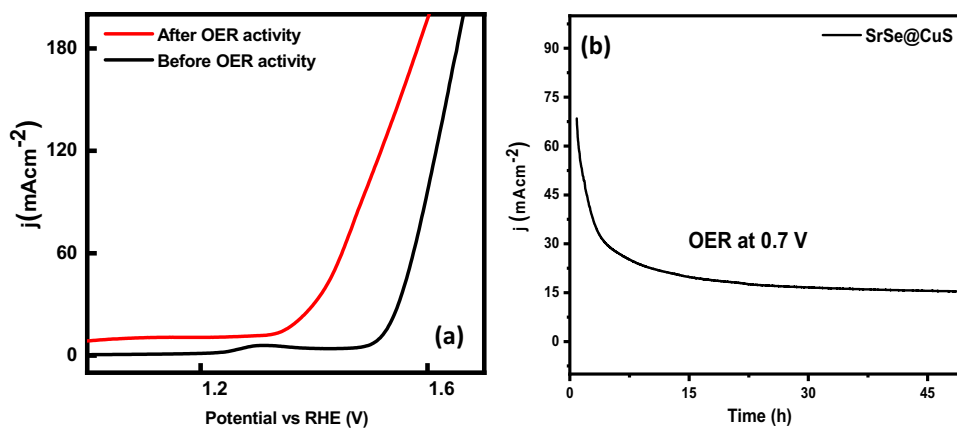 After OER activity
Before OER activity
180
120
60
0
j(mAcm-2)
1.2
1.6
Potential vs RHE (V)
(a)
(b)
SrSe@CuS
90
75
60
45
30
15
0
j (mAcm-2)
OER at 0.7 V
0
15
30
45
Time (h)